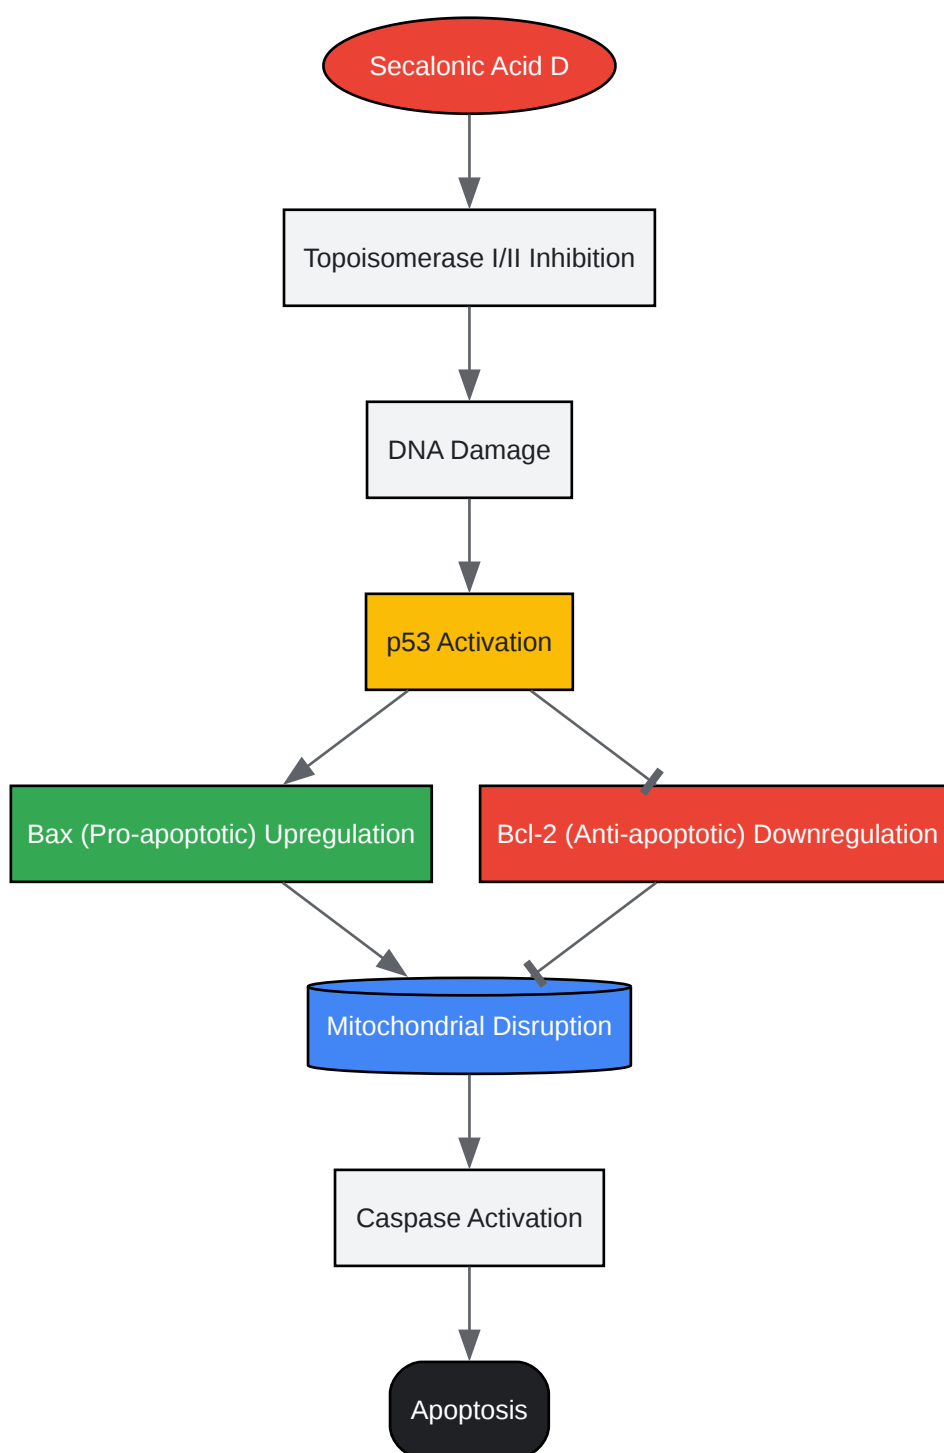 Secalonic Acid D
Topoisomerase I/II Inhibition
DNA Damage
p53 Activation
Bax (Pro-apoptotic) Upregulation
Bcl-2 (Anti-apoptotic) Downregulation
Mitochondrial Disruption
Caspase Activation
Apoptosis